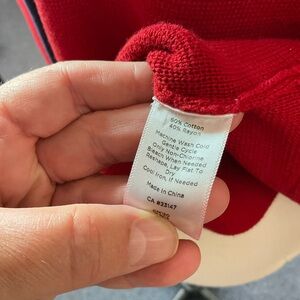 60% Cotton
40% Rayon
Machine Wash Cold
Gentle Cycle
Only Non-Chlorine
Bleach When Needed
Reshape, Lay Flat To
Dry
Cool Iron, If Needed
Made In China
CA #33147